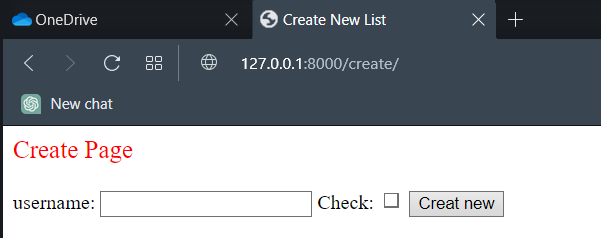 OneDrive Create New List
127.0.0.1:8000/create/
New chat
Create Page
username: Check: Creat new